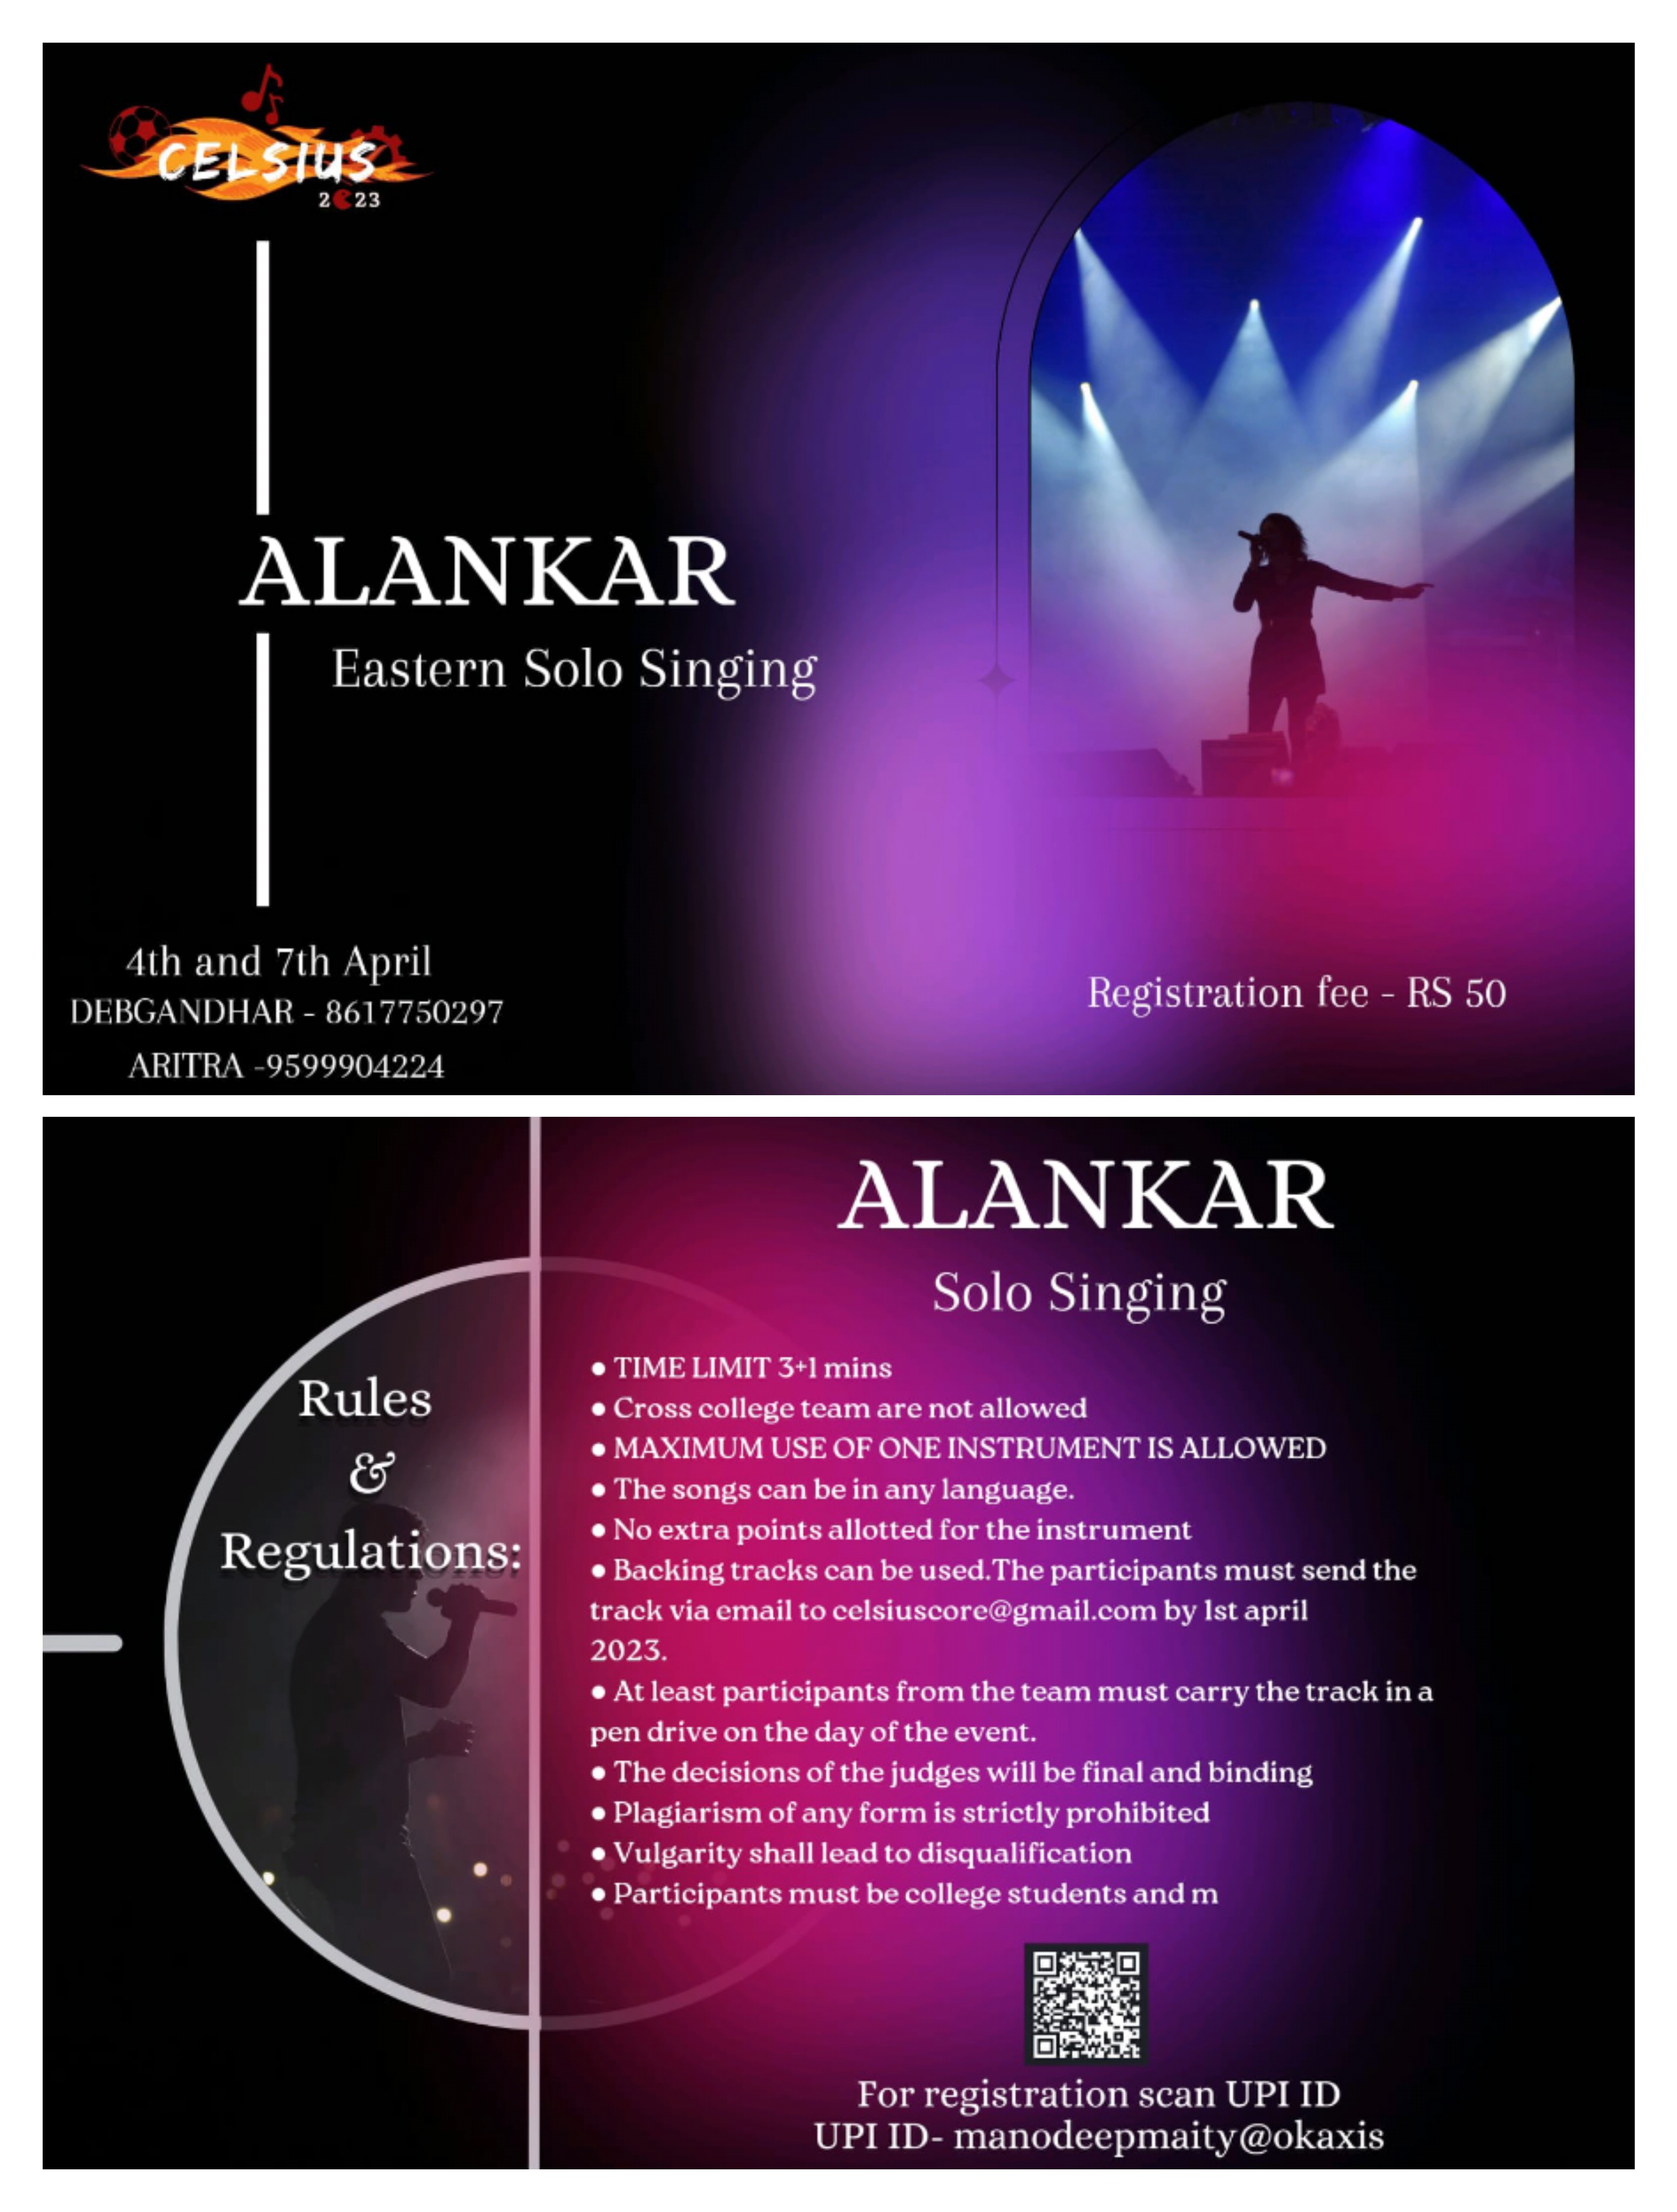 CELSIUS
2023
ALANKAR
Eastern Solo Singing
4th and 7th April
DEBGANDHAR - 8617750297
ARITRA -9599904224
Registration fee - RS 50
ALANKAR
Solo Singing
Rules
&
Regulations:
● TIME LIMIT 3+1 mins
● Cross college team are not allowed
● MAXIMUM USE OF ONE INSTRUMENT IS ALLOWED
● The songs can be in any language.
● No extra points allotted for the instrument
● Backing tracks can be used.The participants must send the
track via email to celsiuscore@gmail.com by 1st april
2023.
● At least participants from the team must carry the track in a
pen drive on the day of the event.
● The decisions of the judges will be final and binding
● Plagiarism of any form is strictly prohibited
● Vulgarity shall lead to disqualification
● Participants must be college students and m
For registration scan UPI ID
UPI ID- manodeepmaity@okaxis